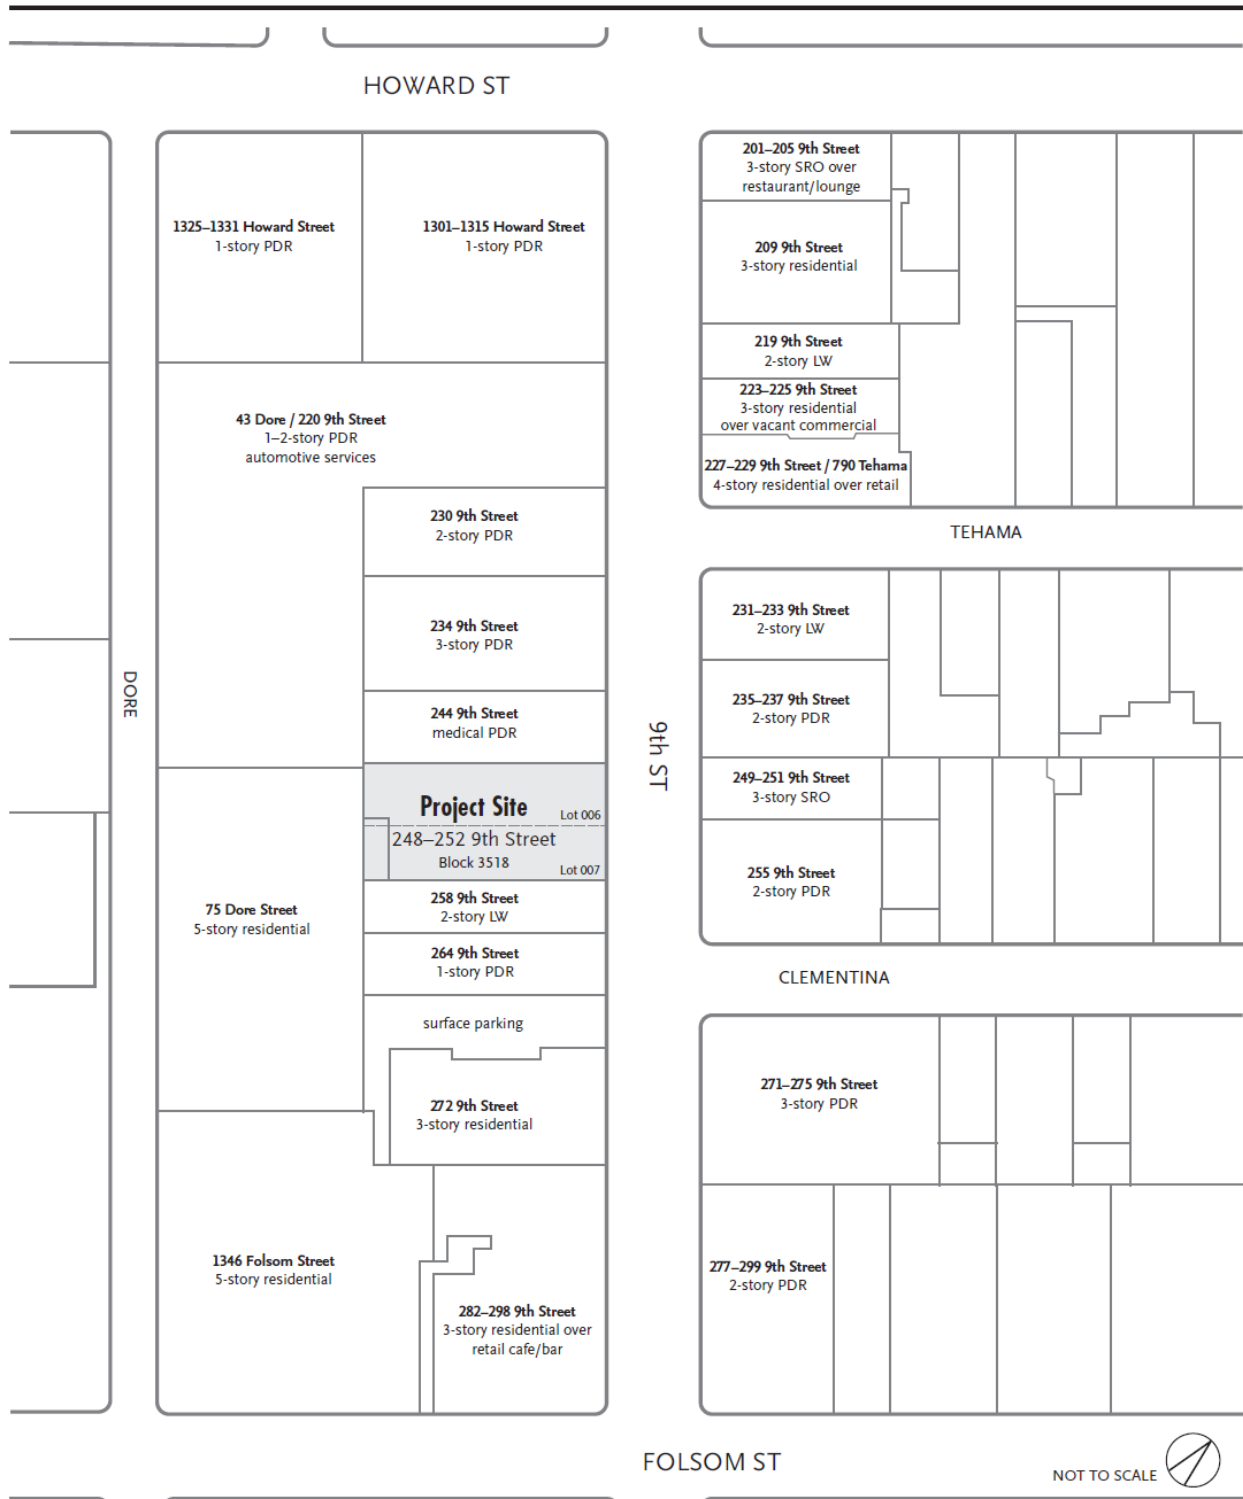 HOWARD ST
1325–1331 Howard Street
1-story PDR
1301–1315 Howard Street
1-story PDR
43 Dore / 220 9th Street
1–2-story PDR
automotive services
230 9th Street
2-story PDR
234 9th Street
3-story PDR
244 9th Street
medical PDR
Project Site
Lot 006
248–252 9th Street
Block 3518
Lot 007
75 Dore Street
5-story residential
258 9th Street
2-story LW
264 9th Street
1-story PDR
surface parking
272 9th Street
3-story residential
1346 Folsom Street
5-story residential
282–298 9th Street
3-story residential over
retail cafe/bar
DORE
9th ST
201–205 9th Street
3-story SRO over
restaurant/lounge
209 9th Street
3-story residential
219 9th Street
2-story LW
223–225 9th Street
3-story residential
over vacant commercial
227–229 9th Street / 790 Tehama
4-story residential over retail
TEHAMA
231–233 9th Street
2-story LW
235–237 9th Street
2-story PDR
249–251 9th Street
3-story SRO
255 9th Street
2-story PDR
CLEMENTINA
271–275 9th Street
3-story PDR
277–299 9th Street
2-story PDR
FOLSOM ST
NOT TO SCALE